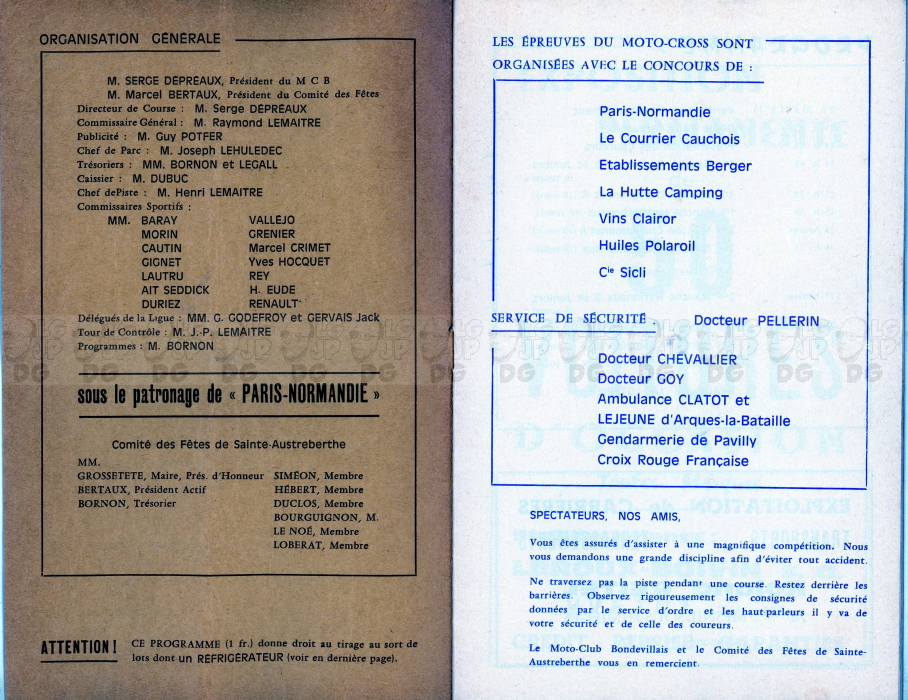 ORGANISATION GÉNÉRALE
M. SERGE DÉPRÉAUX, Président du M C B
M. Marcel BERTAUX, Président du Comité des Fêtes
Directeur de Course : M. Serge DÉPRÉAUX
Commissaire Général : M. Raymond LEMAITRE
Publicité : M. Guy POTFER
Chef de Parc : M. Joseph LEHULEDEC
Trésoriers : MM. BORNON et LEGALL
Caissier : M. DUBUC
Chef dePiste : M. Henri LEMAITRE
Commissaires Sportifs :
MM. BARAY VALLÉJO
MORIN GRENIER
CAUTIN Marcel CRIMET
GIGNET Yves HOCQUET
LAUTRU REY
AIT SEDDICK H. EUDE
DURIEZ RENAULT
Délégués de la Ligue : MM. G. GODEFROY et GERVAIS Jack
Tour de Contrôle : M. J.-P. LEMAITRE
Programmes : M. BORNON
sous le patronage de « PARIS-NORMANDIE »
Comité des Fêtes de Sainte-Austreberthe
MM.
GROSSETETE, Maire, Prés. d'Honneur SIMÉON, Membre
BERTAUX, Président Actif HÉBERT, Membre
BORNON, Trésorier DUCLOS, Membre
BOURGUIGNON, M.
LE NOÉ, Membre
LOBERAT, Membre
ATTENTION ! CE PROGRAMME (1 fr.) donne droit au tirage au sort de
lots dont un RÉFRIGÉRATEUR (voir en dernière page).
LES ÉPREUVES DU MOTO-CROSS SONT
ORGANISÉES AVEC LE CONCOURS DE :
Paris-Normandie
Le Courrier Cauchois
Etablissements Berger
La Hutte Camping
Vins Clairor
Huiles Polaroil
Cie Sicli
SERVICE DE SÉCURITÉ . Docteur PELLERIN
Docteur CHEVALLIER
Docteur GOY
Ambulance CLATOT et
LEJEUNE d'Arques-la-Bataille
Gendarmerie de Pavilly
Croix Rouge Française
SPECTATEURS, NOS AMIS,
Vous êtes assurés d'assister à une magnifique compétition. Nous
vous demandons une grande discipline afin d'éviter tout accident.
Ne traversez pas la piste pendant une course. Restez derrière les
barrières. Observez rigoureusement les consignes de sécurité
données par le service d'ordre et les haut-parleurs il y va de
votre sécurité et de celle des coureurs.
Le Moto-Club Bondevillais et le Comité des Fêtes de Sainte-
Austreberthe vous en remercient.